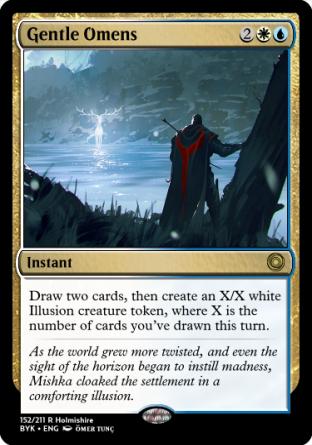 Gentle Omens 2
Instant
Draw two cards, then create an X/X white
Illusion creature token, where X is the
number of cards you've drawn this turn.
As the world grew more twisted, and even the
sight of the horizon began to instill madness,
Mishka cloaked the settlement in a
comforting illusion.
152/211 R Holmishire
BYK • ENG ÖMER TUNÇ